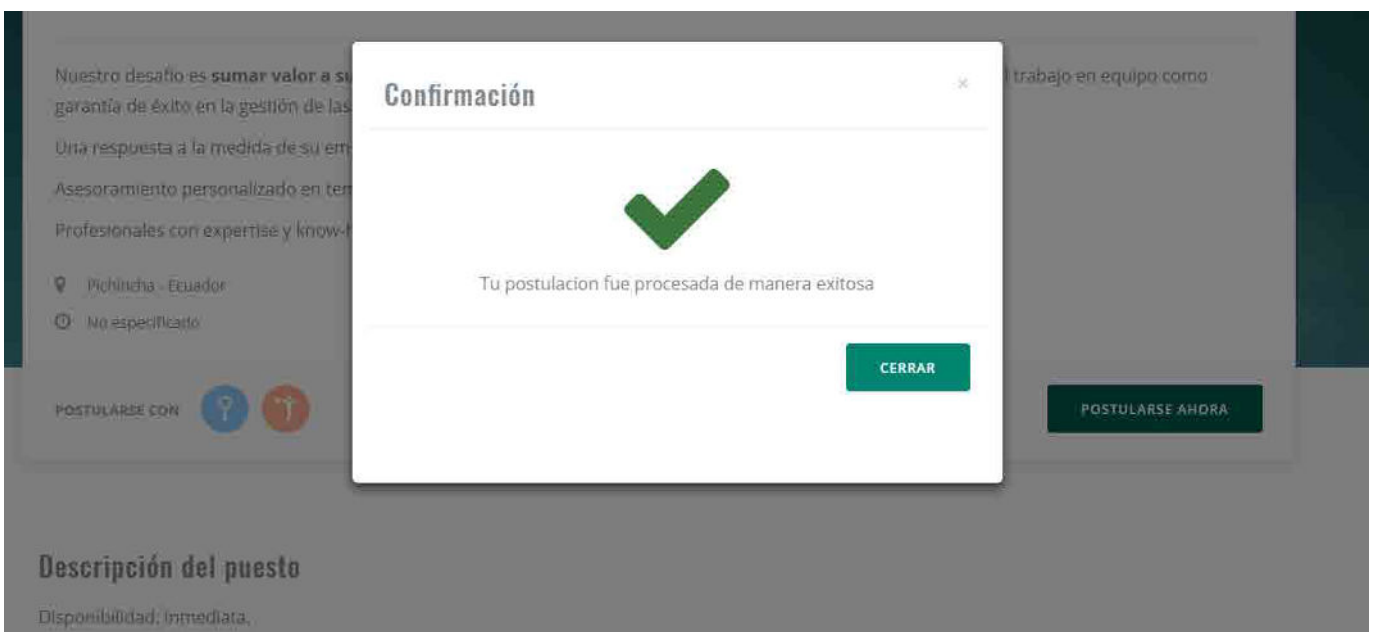 Nuestro desafío es sumar valor a su
trabajo en equipo como
garantía de éxito en la gestión de las
Una respuesta a la medida de su em
Asesoramiento personalizado en tem
Profesionales con expertise y know-h
Pichincha - Ecuador
No especificado
Confirmación
×
Tu postulacion fue procesada de manera exitosa
CERRAR
POSTULARSE CON
POSTULARSE AHORA
Descripción del puesto
Disponibilidad: Inmediata.